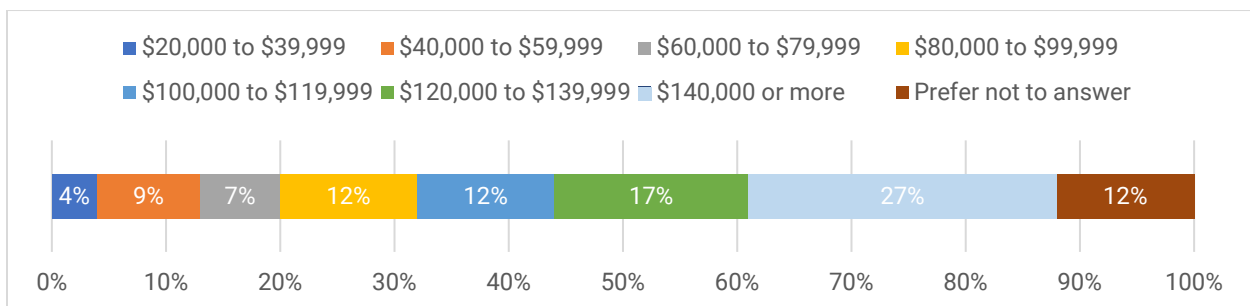 $20,000 to $39,999 $40,000 to $59,999 $60,000 to $79,999 $80,000 to $99,999
$100,000 to $119,999 $120,000 to $139,999 $140,000 or more Prefer not to answer
4% 9% 7% 12% 12% 17% 27% 12%
0% 10% 20% 30% 40% 50% 60% 70% 80% 90% 100%